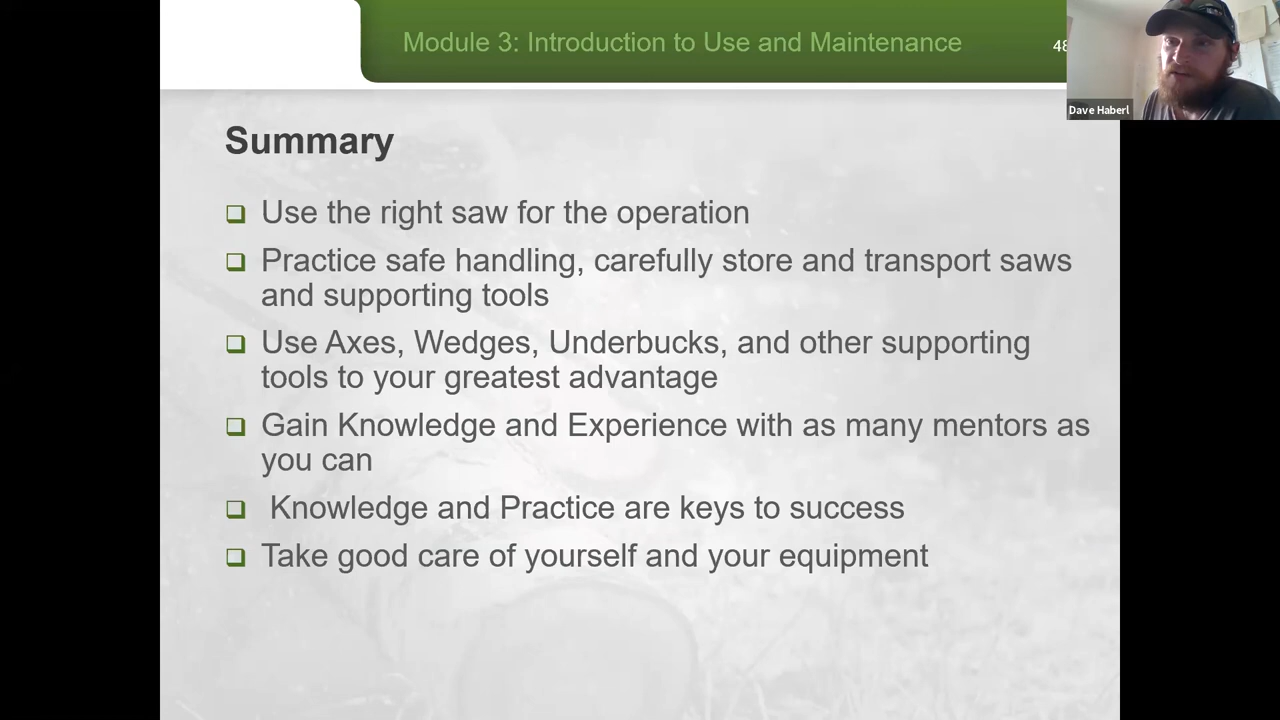 Module 3: Introduction to Use and Maintenance
48
Dave Haberl
Summary
Use the right saw for the operation
Practice safe handling, carefully store and transport saws
and supporting tools
Use Axes, Wedges, Underbucks, and other supporting
tools to your greatest advantage
Gain Knowledge and Experience with as many mentors as
you can
Knowledge and Practice are keys to success
Take good care of yourself and your equipment